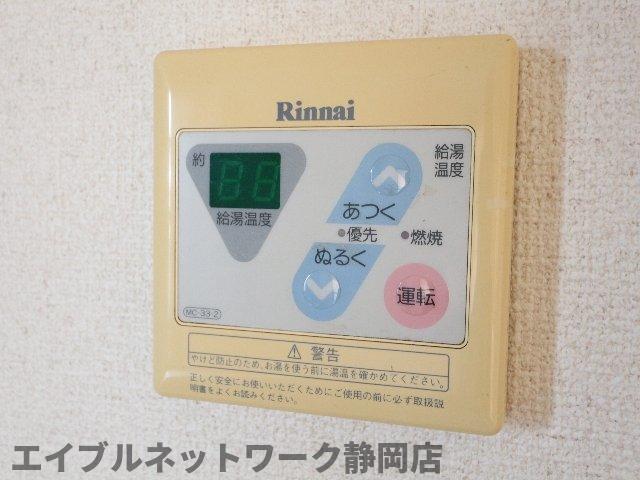 Rinnai
約
給湯温度
給湯
温度
あつく
優先
燃焼
ぬるく
運転
MC-33-2
警告
やけど防止のため、お湯を使う前に湯温を確かめてください。
正しく安全にお使いいただくためにご使用の前に必ず取扱説
明書をよくお読みください。
エイブルネットワーク静岡店